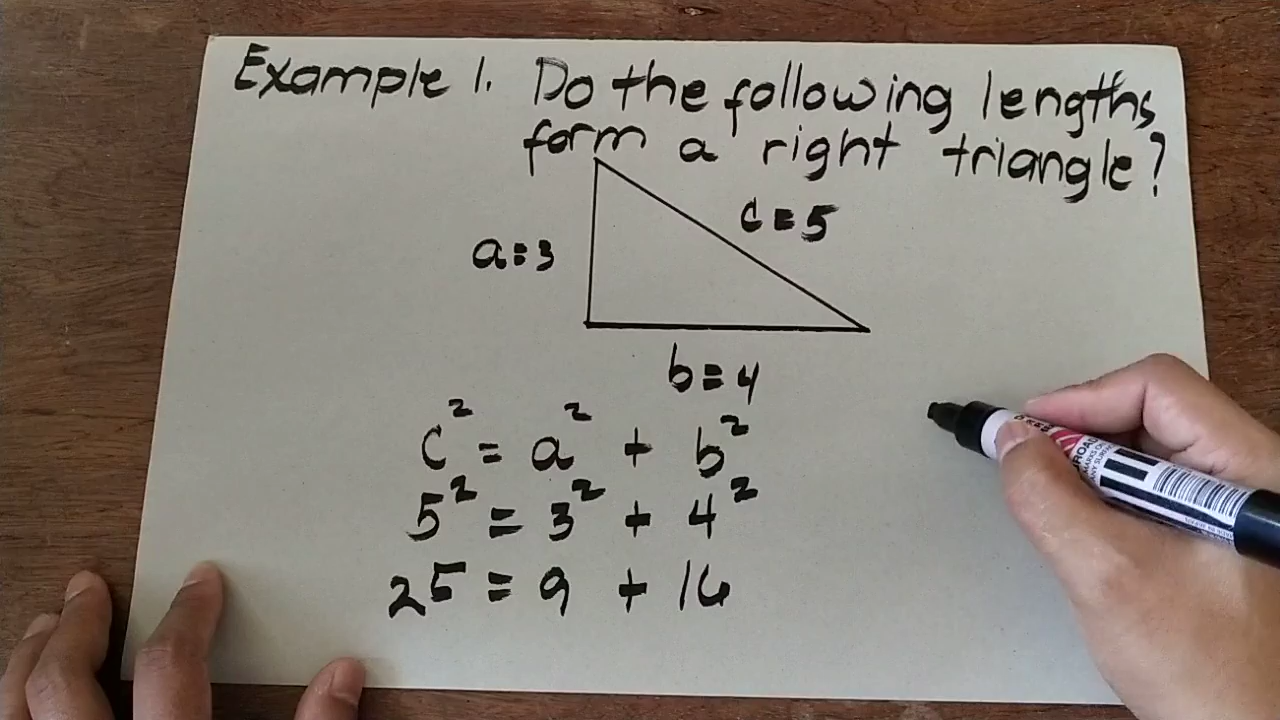 Example 1. Do the following lengths
form a right triangle?
c = 5
a = 3
b = 4
c² = a² + b²
5² = 3² + 4²
25 = 9 + 16